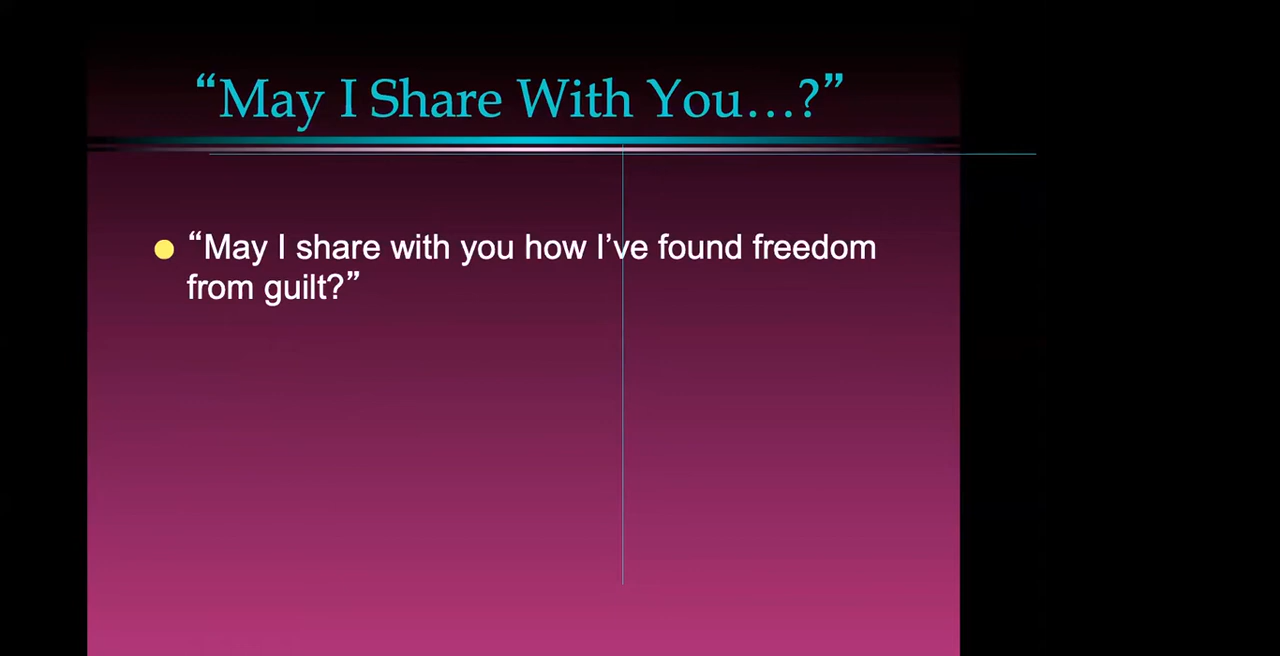 “May I Share With You…?”
“May I share with you how I’ve found freedom
from guilt?”